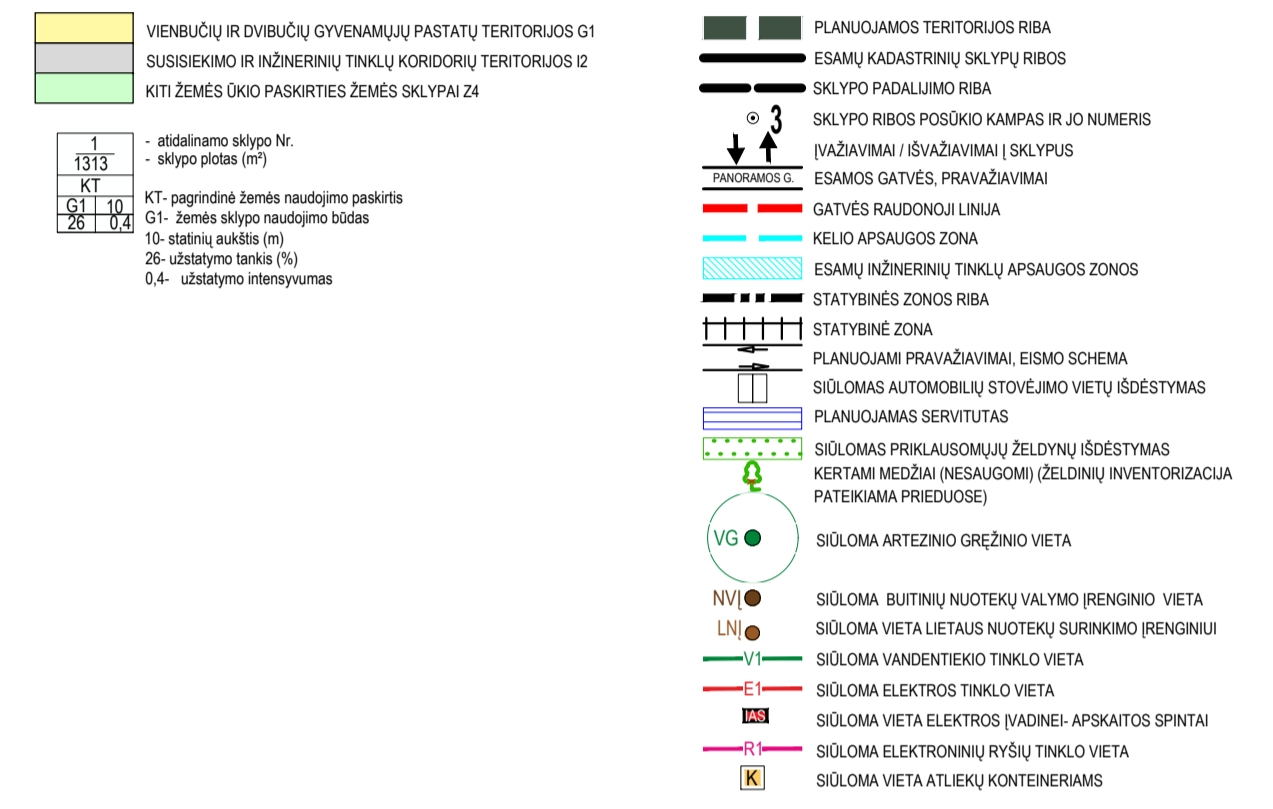 VIENBUČIŲ IR DVIBUČIŲ GYVENAMŲJŲ PASTATŲ TERITORIJOS G1
SUSISIEKIMO IR INŽINERINIŲ TINKLŲ KORIDORIŲ TERITORIJOS I2
KITI ŽEMĖS ŪKIO PASKIRTIES ŽEMĖS SKLYPAI Z4
1
1313
KT
G1 10
26 0,4
- atidalinamo sklypo Nr.
- sklypo plotas (m²)
KT- pagrindinė žemės naudojimo paskirtis
G1- žemės sklypo naudojimo būdas
10- statinių aukštis (m)
26- užstatymo tankis (%)
0,4- užstatymo intensyvumas
PLANUOJAMOS TERITORIJOS RIBA
ESAMŲ KADASTRINIŲ SKLYPŲ RIBOS
SKLYPO PADALIJIMO RIBA
3 SKLYPO RIBOS POSŪKIO KAMPAS IR JO NUMERIS
ĮVAŽIAVIMAI / IŠVAŽIAVIMAI Į SKLYPUS
PANORAMOS G. ESAMOS GATVĖS, PRAVAŽIAVIMAI
GATVĖS RAUDONOJI LINIJA
KELIO APSAUGOS ZONA
ESAMŲ INŽINERINIŲ TINKLŲ APSAUGOS ZONOS
STATYBINĖS ZONOS RIBA
STATYBINĖ ZONA
PLANUOJAMI PRAVAŽIAVIMAI, EISMO SCHEMA
SIŪLOMAS AUTOMOBILIŲ STOVĖJIMO VIETŲ IŠDĖSTYMAS
PLANUOJAMAS SERVITUTAS
SIŪLOMAS PRIKLAUSOMŲJŲ ŽELDYNŲ IŠDĖSTYMAS
KERTAMI MEDŽIAI (NESAUGOMI) (ŽELDINIŲ INVENTORIZACIJA
PATEIKIAMA PRIEDUOSE)
VG SIŪLOMA ARTEZINIO GRĘŽINIO VIETA
NVĮ SIŪLOMA BUITINIŲ NUOTEKŲ VALYMO ĮRENGINIO VIETA
LNĮ SIŪLOMA VIETA LIETAUS NUOTEKŲ SURINKIMO ĮRENGINIUI
V1 SIŪLOMA VANDENTIEKIO TINKLO VIETA
E1 SIŪLOMA ELEKTROS TINKLO VIETA
IAS SIŪLOMA VIETA ELEKTROS ĮVADINEI- APSKAITOS SPINTAI
R1 SIŪLOMA ELEKTRONINIŲ RYŠIŲ TINKLO VIETA
K SIŪLOMA VIETA ATLIEKŲ KONTEINERIAMS